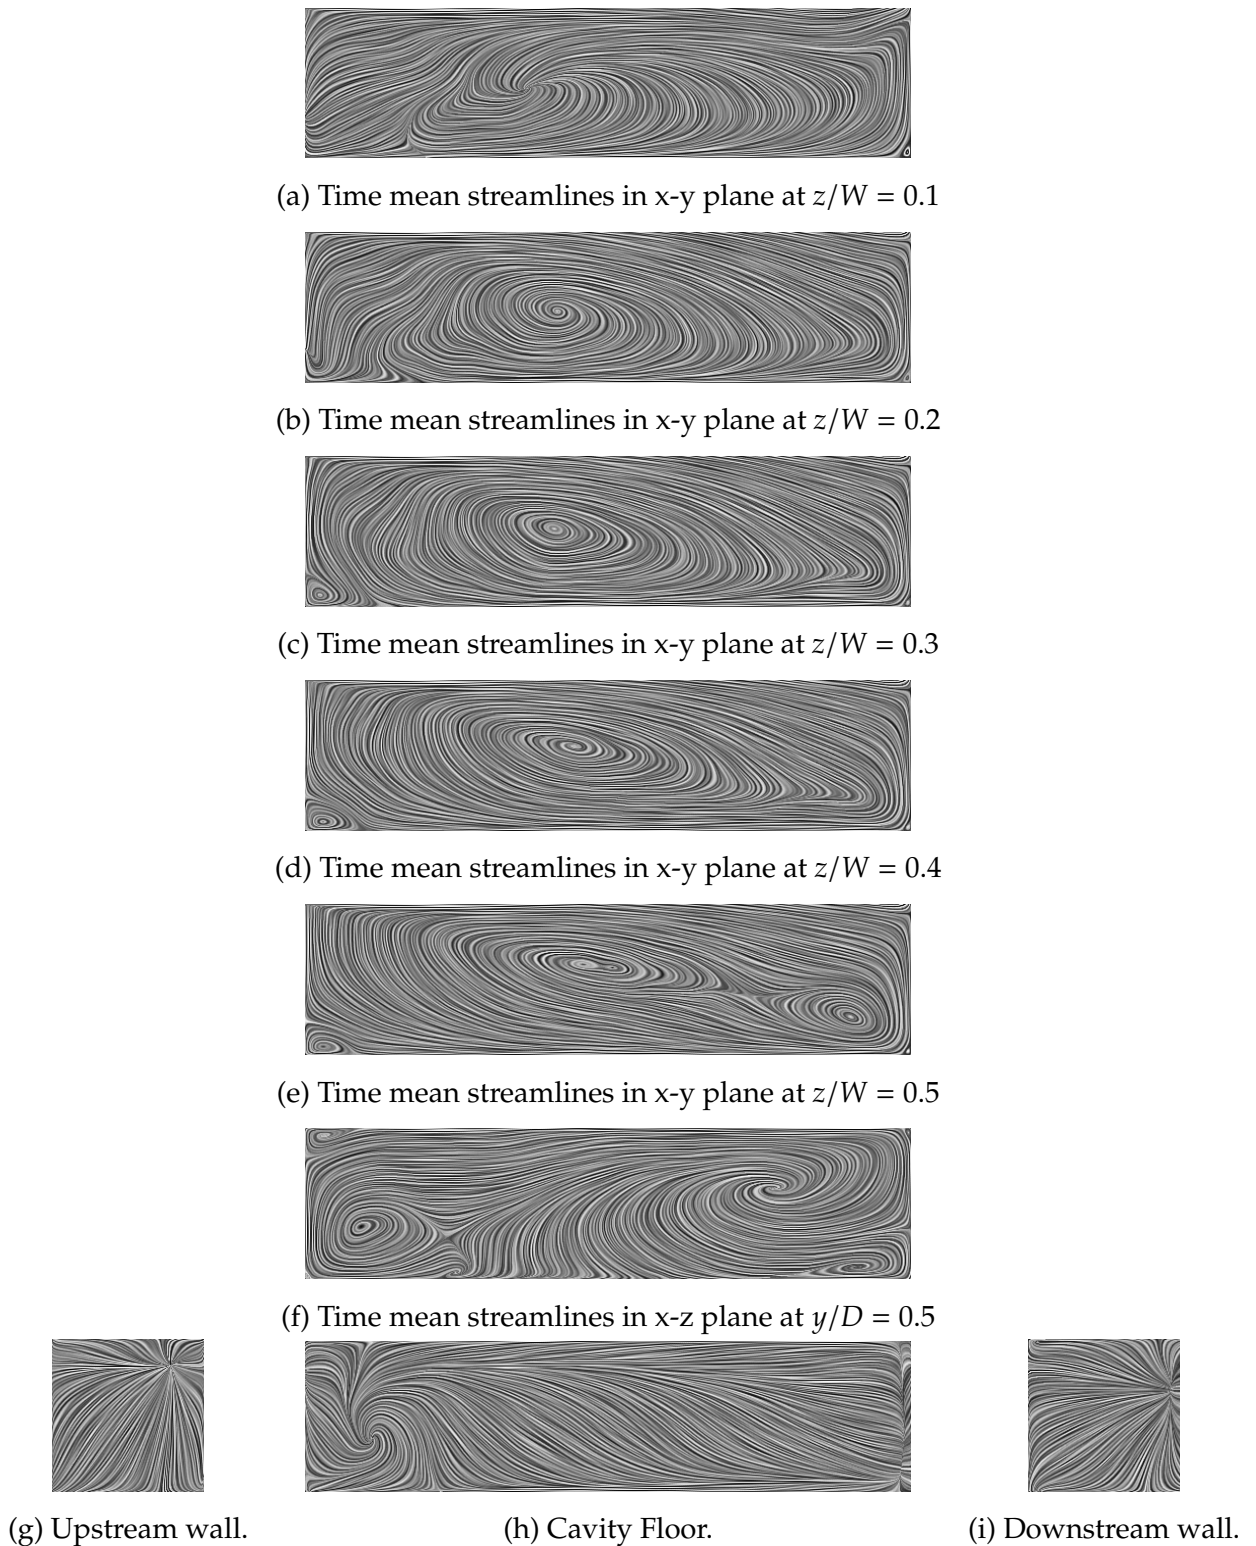 (a) Time mean streamlines in x-y plane at z/W = 0.1
(b) Time mean streamlines in x-y plane at z/W = 0.2
(c) Time mean streamlines in x-y plane at z/W = 0.3
(d) Time mean streamlines in x-y plane at z/W = 0.4
(e) Time mean streamlines in x-y plane at z/W = 0.5
(f) Time mean streamlines in x-z plane at y/D = 0.5
(g) Upstream wall.
(h) Cavity Floor.
(i) Downstream wall.